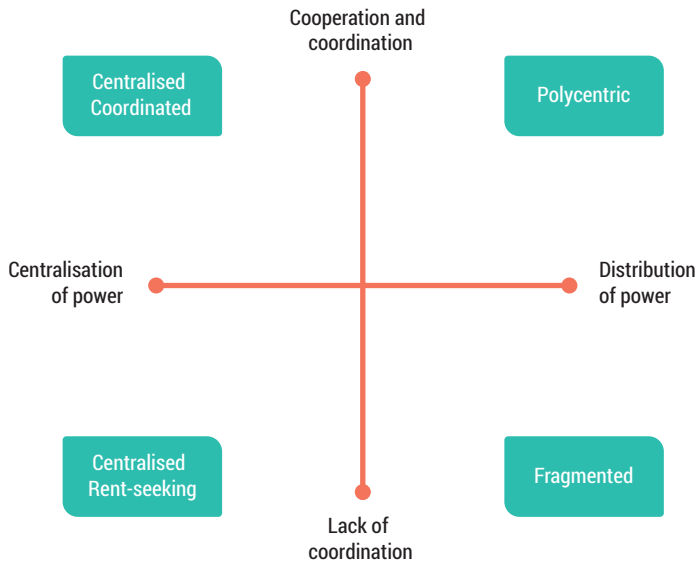 Cooperation and
coordination
Centralised
Coordinated
Polycentric
Centralisation
of power
Distribution
of power
Centralised
Rent-seeking
Fragmented
Lack of
coordination